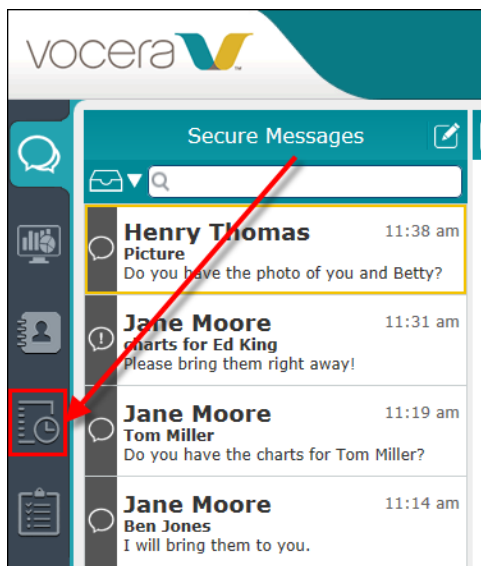 vocera
Secure Messages
Henry Thomas 11:38 am
Picture
Do you have the photo of you and Betty?
Jane Moore 11:31 am
charts for Ed King
Please bring them right away!
Jane Moore 11:19 am
Tom Miller
Do you have the charts for Tom Miller?
Jane Moore 11:14 am
Ben Jones
I will bring them to you.